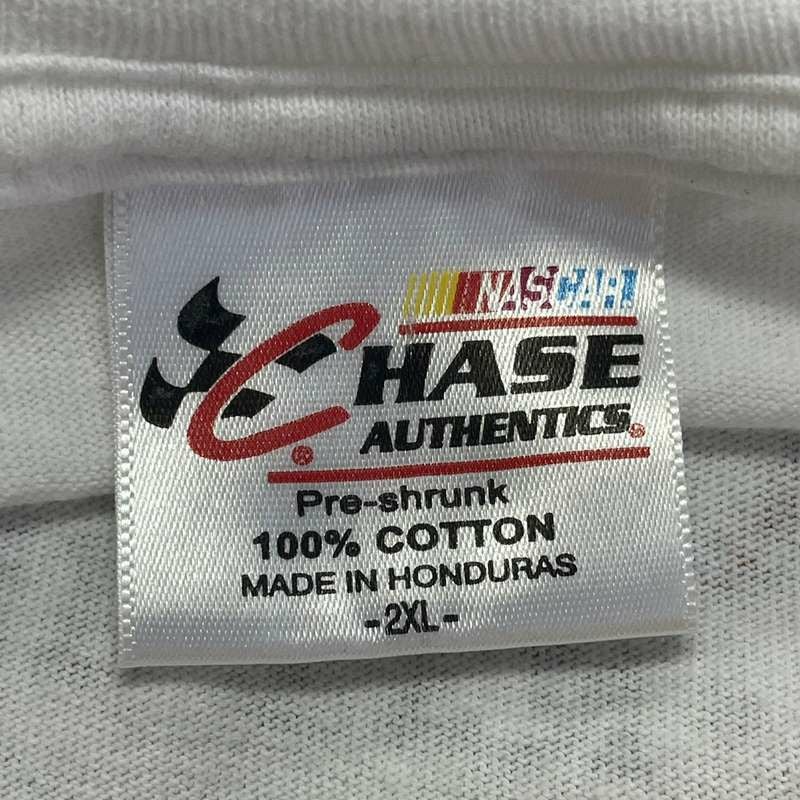 NASCAR
CHASE
AUTHENTICS®
®
Pre-shrunk
100% COTTON
MADE IN HONDURAS
-2XL-